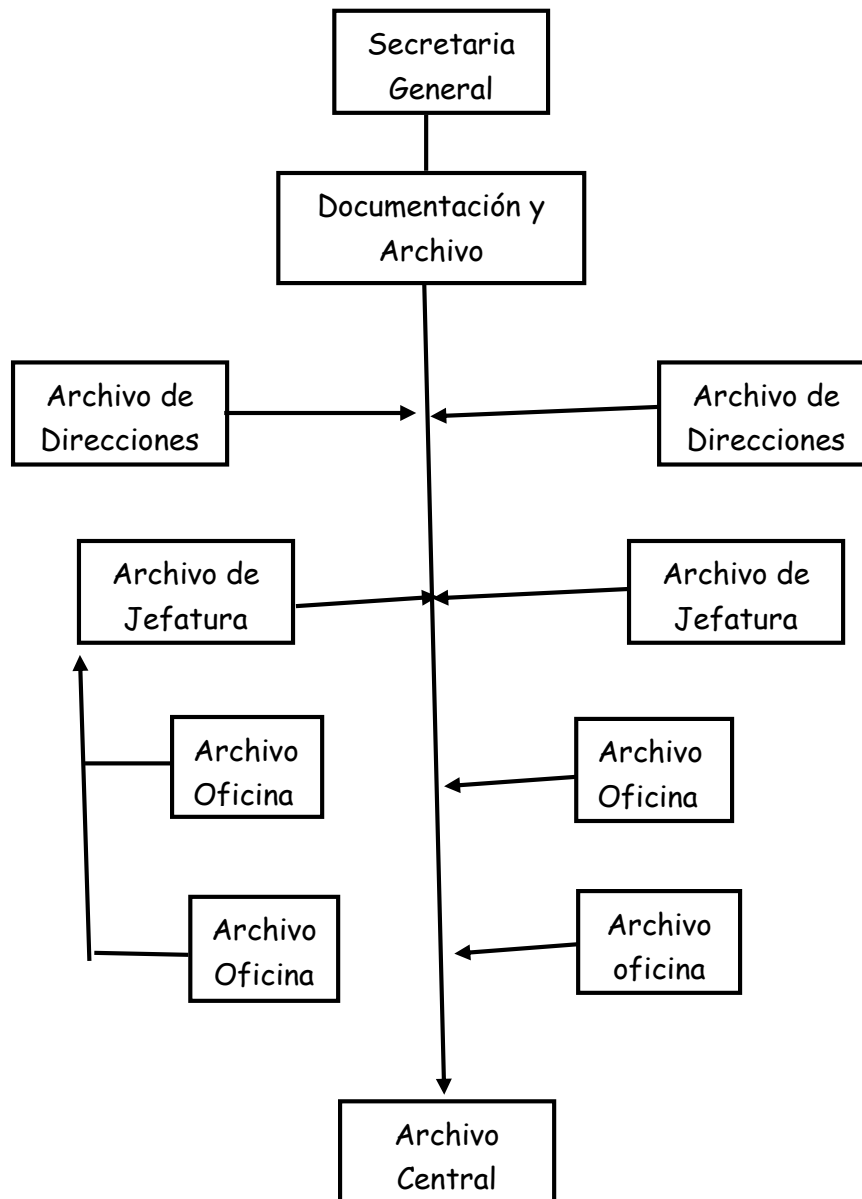 Secretaria
General
Documentación y
Archivo
Archivo de
Direcciones
Archivo de
Direcciones
Archivo de
Jefatura
Archivo de
Jefatura
Archivo
Oficina
Archivo
Oficina
Archivo
Oficina
Archivo
oficina
Archivo
Central